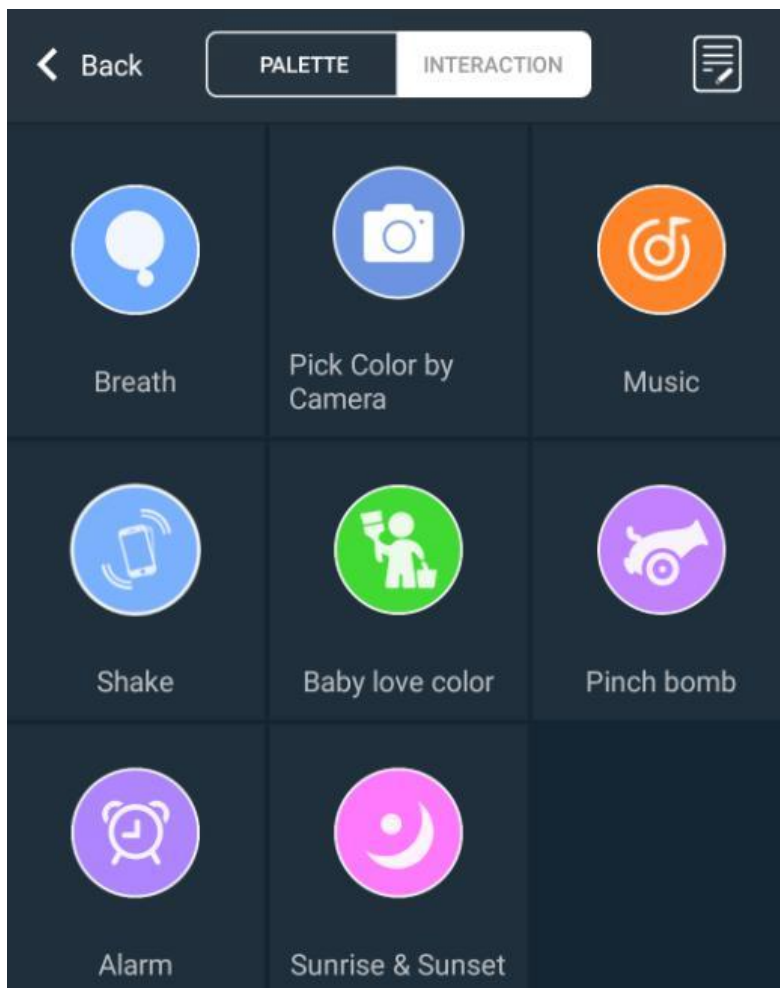 Back
PALETTE
INTERACTION
Breath
Pick Color by
Camera
Music
Shake
Baby love color
Pinch bomb
Alarm
Sunrise & Sunset